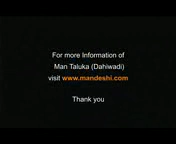 For more Information of
Man Taluka (Dahiwadi)
visit www.mandeshi.com
Thank you